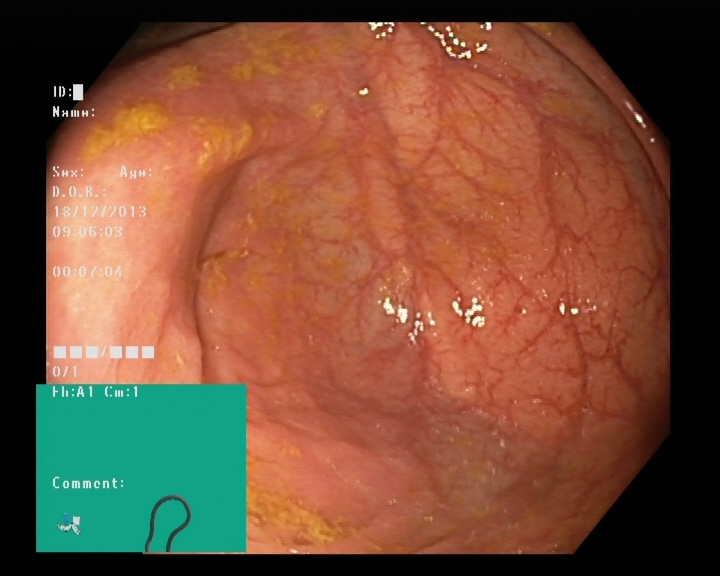 ID:
Name:
Sex: Age:
D.O.B.:
18/12/2013
09:06:03
00:07:04
/
0/1
Eh:A1 Cm:1
Comment: